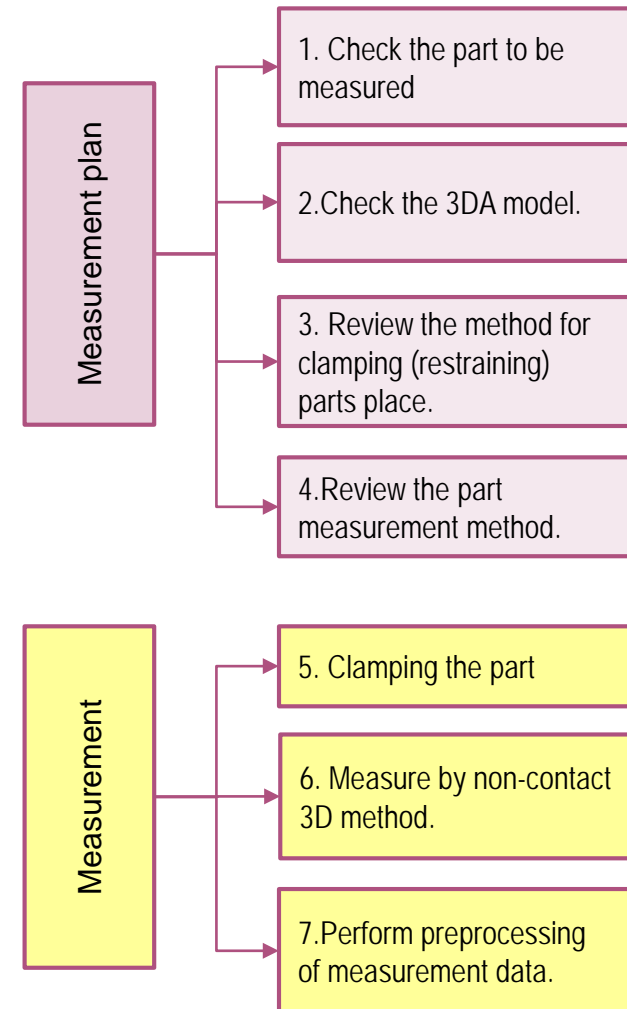 Measurement plan
1. Check the part to be
measured
2.Check the 3DA model.
3. Review the method for
clamping (restraining)
parts place.
4.Review the part
measurement method.
Measurement
5. Clamping the part
6. Measure by non-contact
3D method.
7.Perform preprocessing
of measurement data.